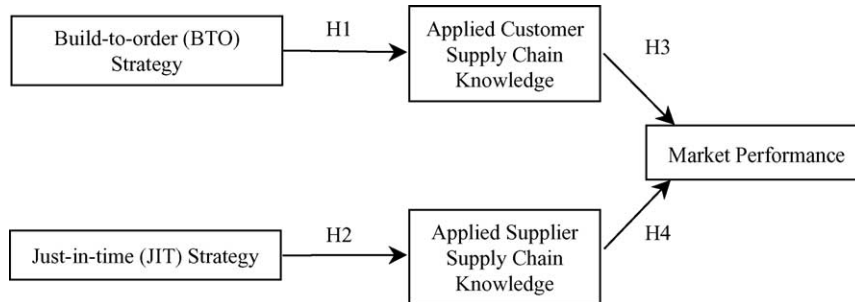 Build-to-order (BTO)
Strategy
H1
Applied Customer
Supply Chain
Knowledge
H3
Market Performance
Just-in-time (JIT) Strategy
H2
Applied Supplier
Supply Chain
Knowledge
H4